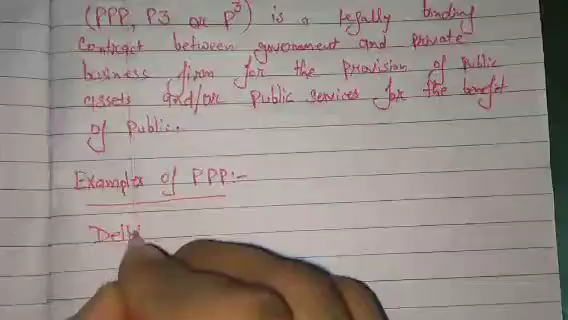 (PPP, P3 or P³) is a legally binding
contract between government and private
business firm for the provision of public
assets and/or public services for the benefit
of public.
Examples of PPP:-
Delhi